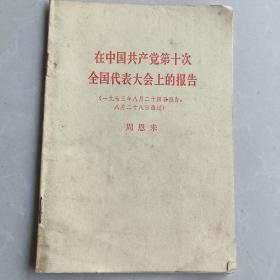 在中国共产党第十次
全国代表大会上的报告
（一九七三年八月二十四日报告，
八月二十八日通过）
周恩来